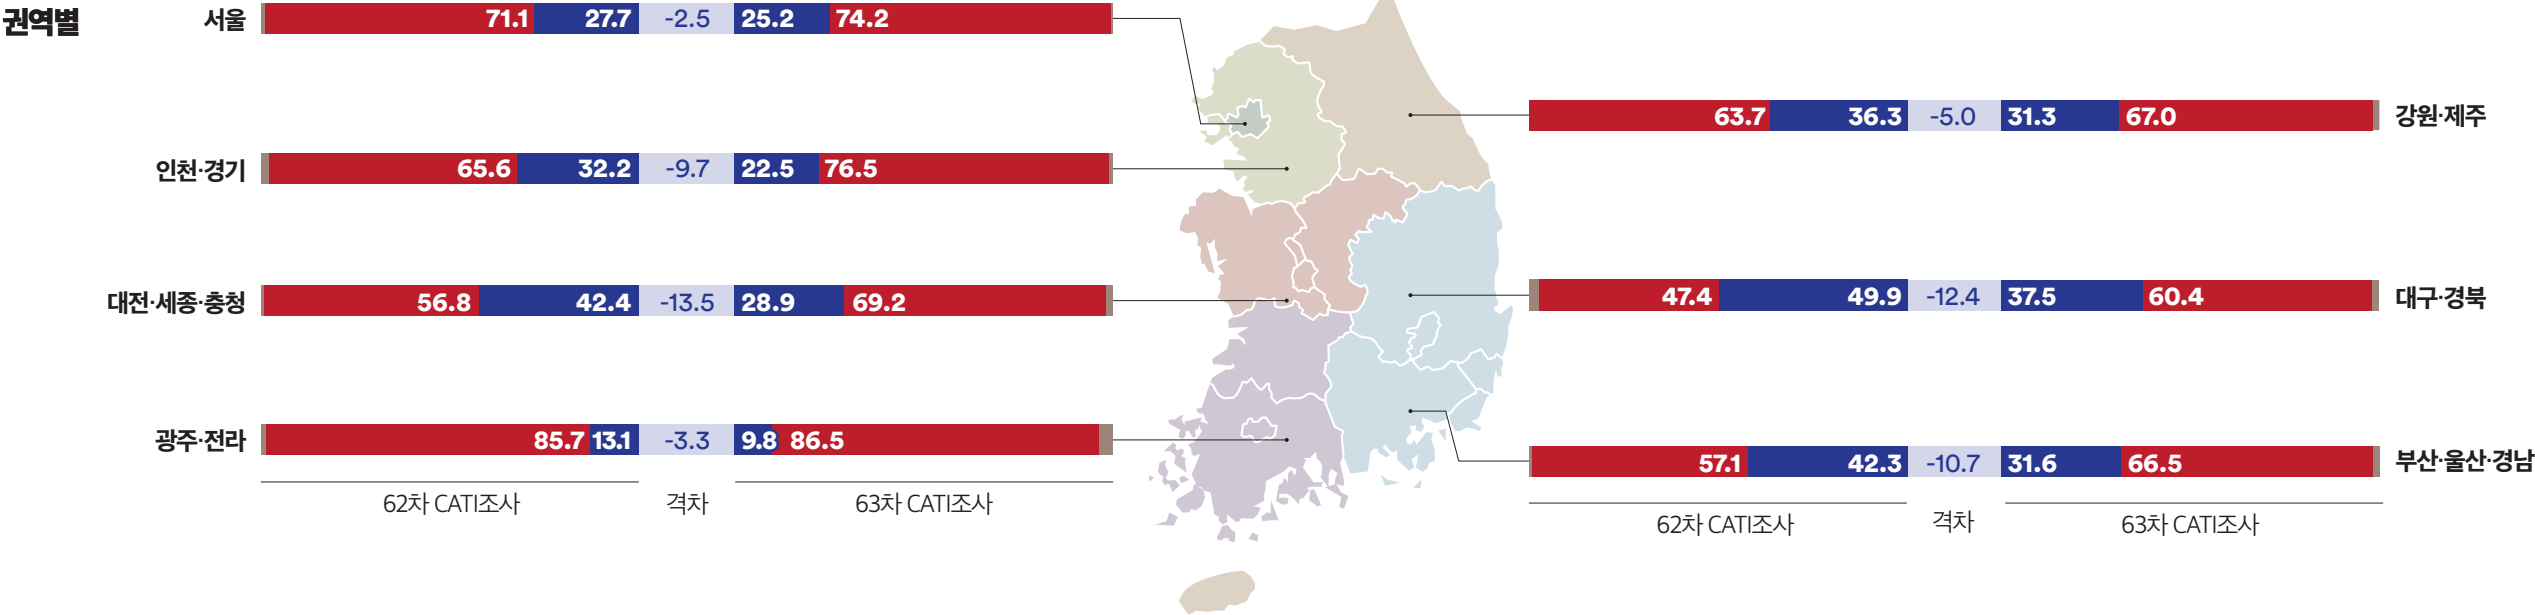 권역별
서울 71.1 27.7 -2.5 25.2 74.2
인천·경기 65.6 32.2 -9.7 22.5 76.5
대전·세종·충청 56.8 42.4 -13.5 28.9 69.2
광주·전라 85.7 13.1 -3.3 9.8 86.5
62차 CATI조사 격차 63차 CATI조사
63.7 36.3 -5.0 31.3 67.0 강원·제주
47.4 49.9 -12.4 37.5 60.4 대구·경북
57.1 42.3 -10.7 31.6 66.5 부산·울산·경남
62차 CATI조사 격차 63차 CATI조사